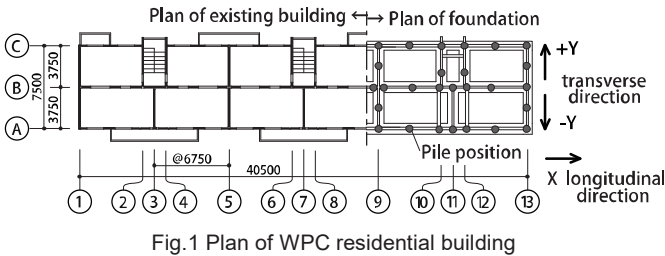 Plan of existing building
Plan of foundation
C
B
A
7500
3750
3750
+Y
transverse
direction
-Y
Pile position
@6750
40500
X longitudinal
direction
1
2
3
4
5
6
7
8
9
10
11
12
13
Fig.1 Plan of WPC residential building